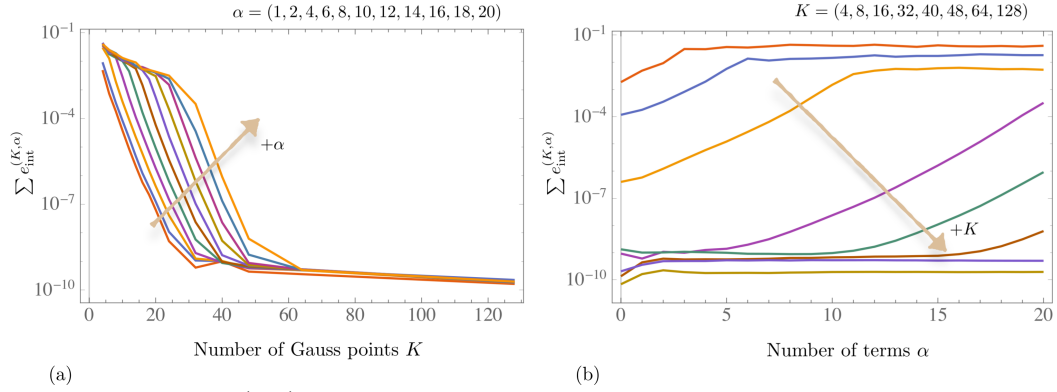 α = (1, 2, 4, 6, 8, 10, 12, 14, 16, 18, 20)
10⁻¹
10⁻⁴
10⁻⁷
10⁻¹⁰
∑ e_int^(K,α)
+α
0 20 40 60 80 100 120
Number of Gauss points K
(a)
K = (4, 8, 16, 32, 40, 48, 64, 128)
10⁻¹
10⁻⁴
10⁻⁷
10⁻¹⁰
∑ e_int^(K,α)
+K
0 5 10 15 20
Number of terms α
(b)